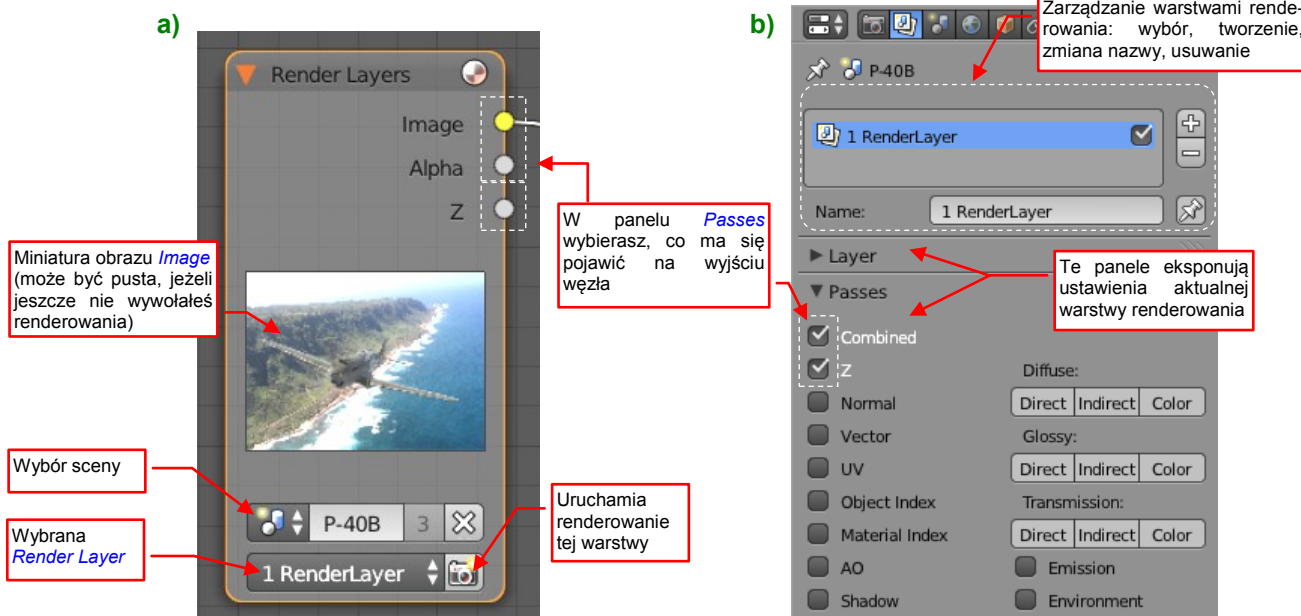 a)
Render Layers
Image
Alpha
Z
Miniatura obrazu Image
(może być pusta, jeżeli
jeszcze nie wywołałeś
renderowania)
Wybór sceny
P-40B
3
Wybrana
Render Layer
1 RenderLayer
Uruchamia
renderowanie
tej warstwy
W panelu Passes
wybierasz, co ma się
pojawić na wyjściu
węzła
b)
Zarządzanie warstwami rende-
rowania: wybór, tworzenie,
zmiana nazwy, usuwanie
P-40B
1 RenderLayer
Name:
1 RenderLayer
Layer
Te panele eksponują
ustawienia aktualnej
warstwy renderowania
Passes
Combined
Z
Diffuse:
Normal
Direct Indirect Color
Vector
Glossy:
UV
Direct Indirect Color
Object Index
Transmission:
Material Index
Direct Indirect Color
AO
Emission
Shadow
Environment